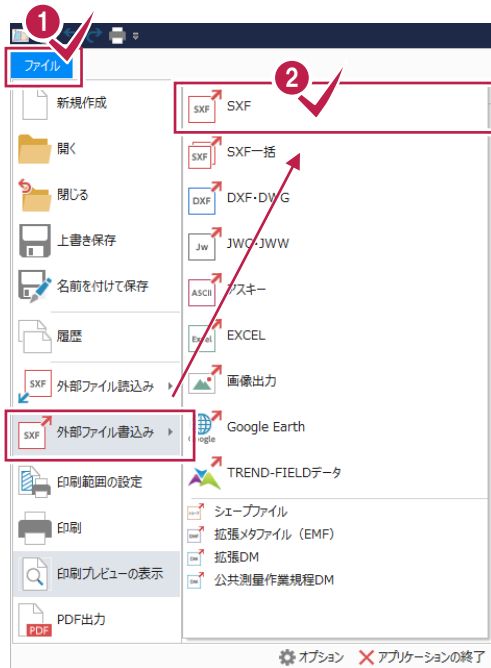 1
ファイル
2
新規作成
開く
閉じる
上書き保存
名前を付けて保存
履歴
SXF 外部ファイル読込み
SXF 外部ファイル書込み
印刷範囲の設定
印刷
印刷プレビューの表示
PDF PDF出力
SXF SXF
SXF SXF一括
DXF DXF・DWG
Jw JWC・JWW
ASCII アスキー
Excel EXCEL
画像出力
Google Earth
TREND-FIELDデータ
シェープファイル
拡張メタファイル（EMF）
拡張DM
公共測量作業規程DM
オプション
アプリケーションの終了